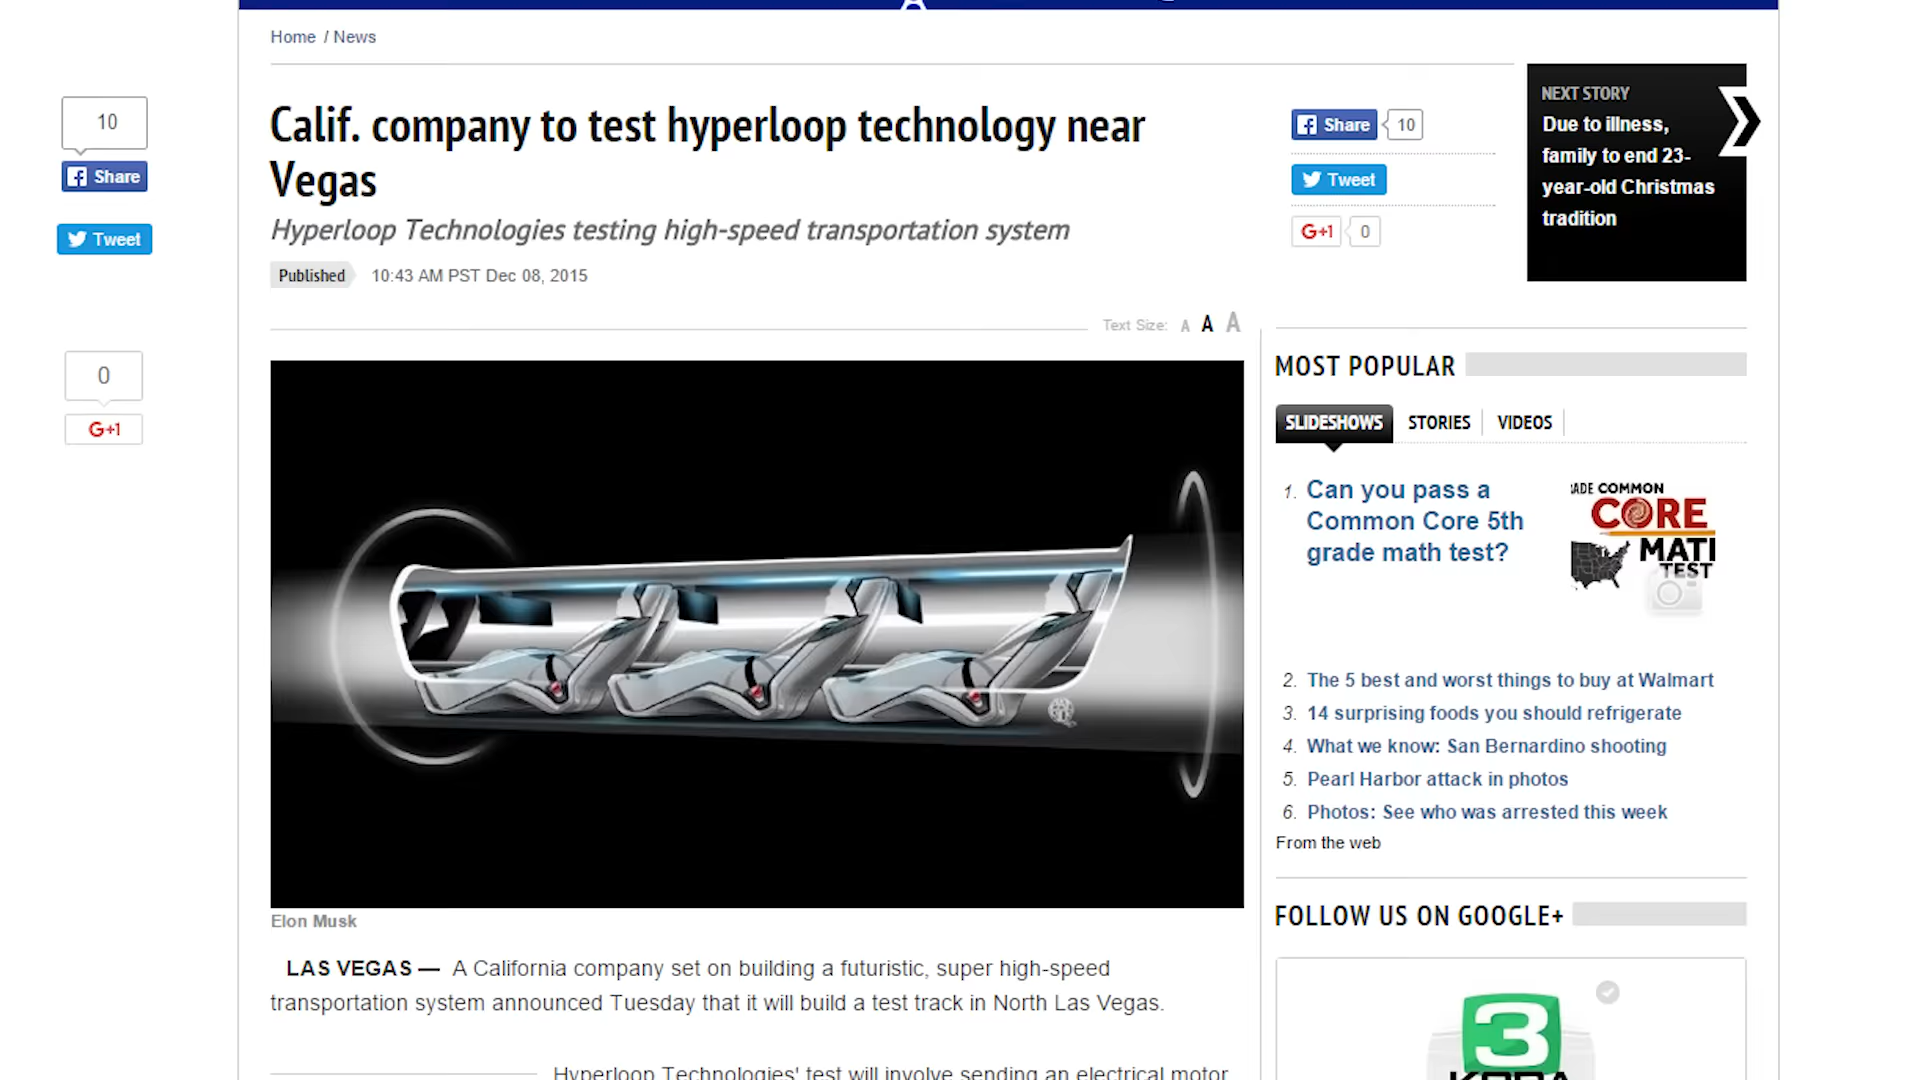 Home / News
10
Share
Tweet
0
G+1
Calif. company to test hyperloop technology near
Vegas
Hyperloop Technologies testing high-speed transportation system
Published 10:43 AM PST Dec 08, 2015
Share 10
Tweet
G+1 0
NEXT STORY
Due to illness,
family to end 23-
year-old Christmas
tradition
Text Size: A A A
Elon Musk
LAS VEGAS — A California company set on building a futuristic, super high-speed
transportation system announced Tuesday that it will build a test track in North Las Vegas.
Hyperloop Technologies' test will involve sending an electrical motor
MOST POPULAR
SLIDESHOWS STORIES VIDEOS
1. Can you pass a
Common Core 5th
grade math test?
ADE COMMON
CORE
MATI
TEST
2. The 5 best and worst things to buy at Walmart
3. 14 surprising foods you should refrigerate
4. What we know: San Bernardino shooting
5. Pearl Harbor attack in photos
6. Photos: See who was arrested this week
From the web
FOLLOW US ON GOOGLE+
3